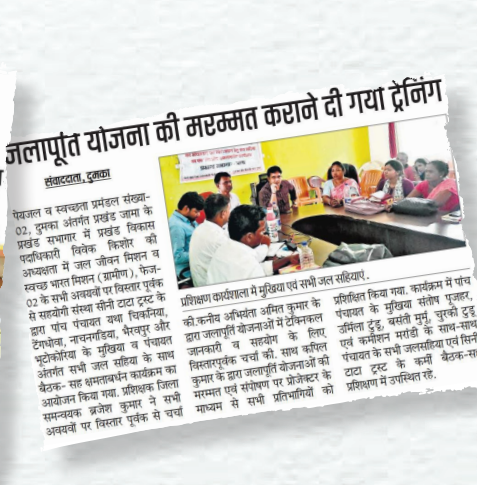 जलापूर्ति योजना की मरम्मत कराने दी गयी ट्रेनिंग
संवाददाता, दुमका
पेयजल व स्वच्छता प्रमंडल संख्या-
02, दुमका अंतर्गत प्रखंड जामा के
प्रखंड सभागार में प्रखंड विकास
पदाधिकारी विवेक किशोर की
अध्यक्षता में जल जीवन मिशन व
स्वच्छ भारत मिशन (ग्रामीण), फेज-
02 के सभी अवयवों पर विस्तार पूर्वक
से सहयोगी संस्था सीनी टाटा ट्रस्ट के
द्वारा पांच पंचायत यथा चिकनिया,
टेंगधोवा, नाचनगड़िया, भैरवपुर और
भुटोकोरिया के मुखिया व पंचायत
अंतर्गत सभी जल सहिया के साथ
बैठक- सह क्षमतावर्धन कार्यक्रम का
आयोजन किया गया. प्रशिक्षक जिला
समन्वयक ब्रजेश कुमार ने सभी
अवयवों पर विस्तार पूर्वक से चर्चा
प्रशिक्षण कार्यशाला में मुखिया एवं सभी जल सहियाएं .
की.कनीय अभियंता अमित कुमार के
द्वारा जलापूर्ति योजनाओं में टेक्निकल
जानकारी व सहयोग के लिए
विस्तारपूर्वक चर्चा की. साथ कपिल
कुमार के द्वारा जलापूर्ति योजनाओं की
मरम्मत एवं संपोषण पर प्रोजेक्टर के
माध्यम से सभी प्रतिभागियों को
प्रशिक्षित किया गया. कार्यक्रम में पांच
पंचायत के मुखिया संतोष पूजहर,
उर्मिला टुडू, बसंती मुर्मू, चुरकी टुडू
एवं कमीशन मरांडी के साथ-साथ
पंचायत के सभी जलसहिया एवं सिनी
टाटा ट्रस्ट के कर्मी बैठक-सह
प्रशिक्षण में उपस्थित रहे.